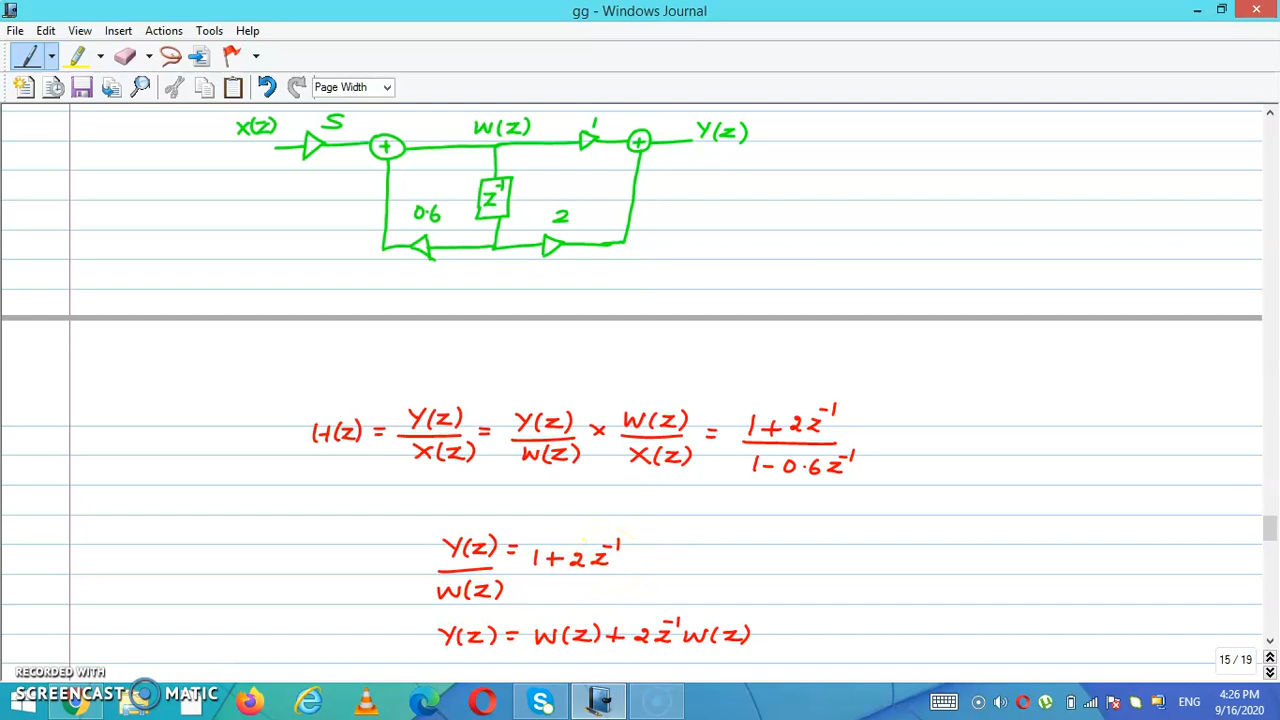 gg - Windows Journal
File Edit View Insert Actions Tools Help
Page Width
X(z) 5 W(z) 1 Y(z)
z⁻¹
0.6 2
H(z) = Y(z)/X(z) = Y(z)/W(z) × W(z)/X(z) = (1 + 2z⁻¹)/(1 - 0.6z⁻¹)
Y(z)/W(z) = 1 + 2z⁻¹
Y(z) = W(z) + 2z⁻¹W(z)
15 / 19
RECORDED WITH
SCREENCAST MATIC
ENG
4:26 PM
9/16/2020